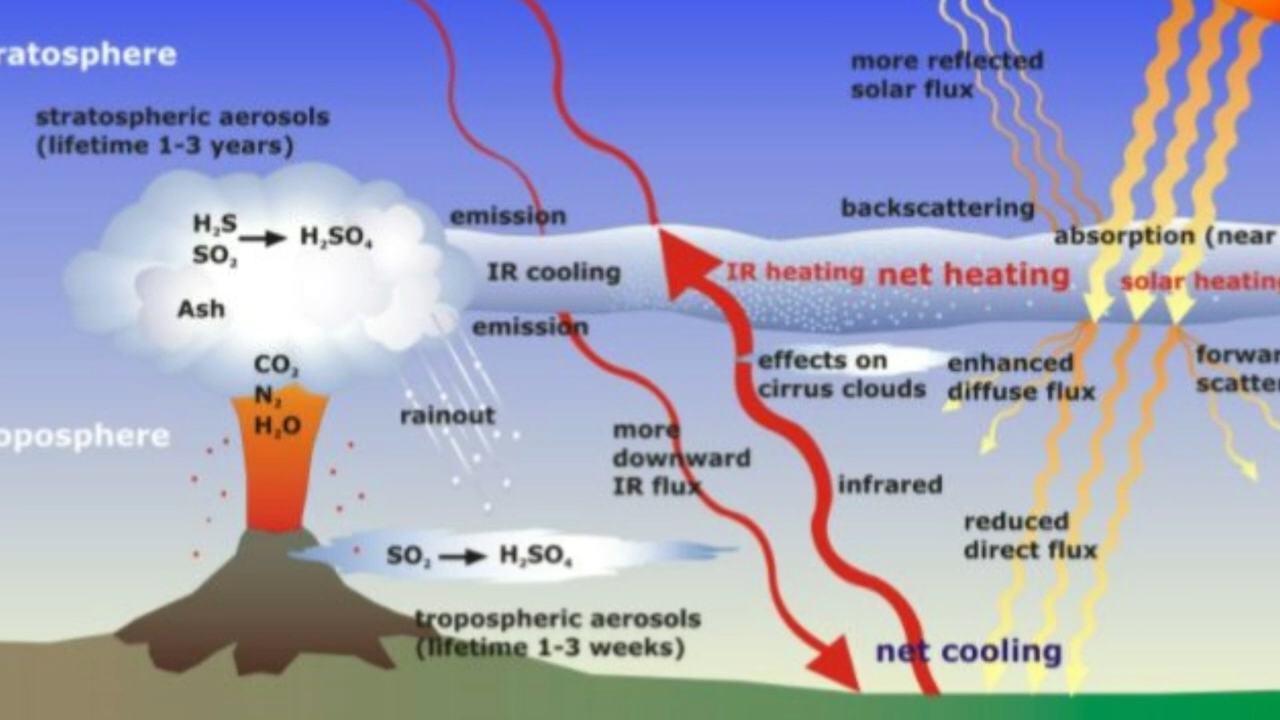 ratosphere
stratospheric aerosols
(lifetime 1-3 years)
more reflected
solar flux
H₂S
SO₂
H₂SO₄
Ash
emission
IR cooling
emission
backscattering
absorption (near
IR heating
net heating
solar heating
CO₂
N₂
H₂O
rainout
effects on
cirrus clouds
enhanced
diffuse flux
forwar
scatter
oposphere
more
downward
IR flux
infrared
reduced
direct flux
SO₂ → H₂SO₄
tropospheric aerosols
(lifetime 1-3 weeks)
net cooling